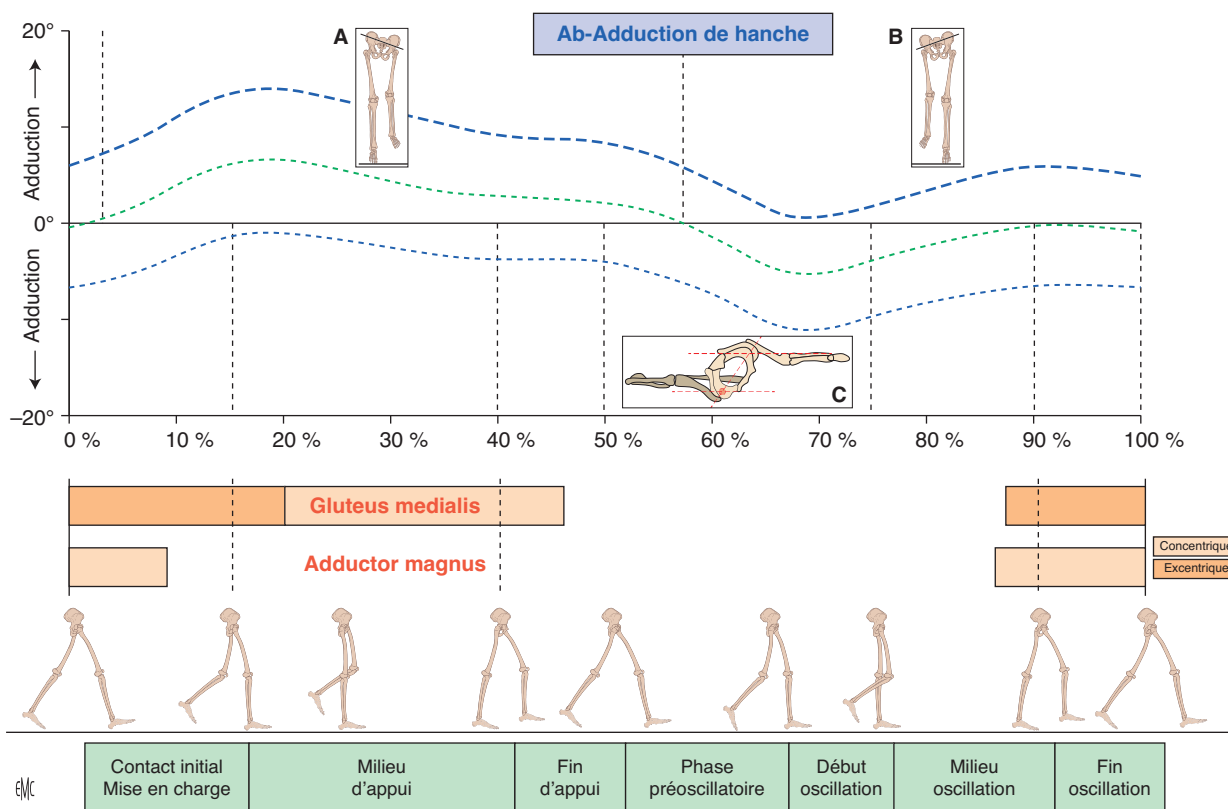 20°
A
Ab-Adduction de hanche
B
Adduction
0°
Adduction
C
–20°
0 %
10 %
20 %
30 %
40 %
50 %
60 %
70 %
80 %
90 %
100 %
Gluteus medialis
Adductor magnus
Concentrique
Excentrique
Contact initial
Mise en charge
Milieu
d'appui
Fin
d'appui
Phase
préoscillatoire
Début
oscillation
Milieu
oscillation
Fin
oscillation
EMC